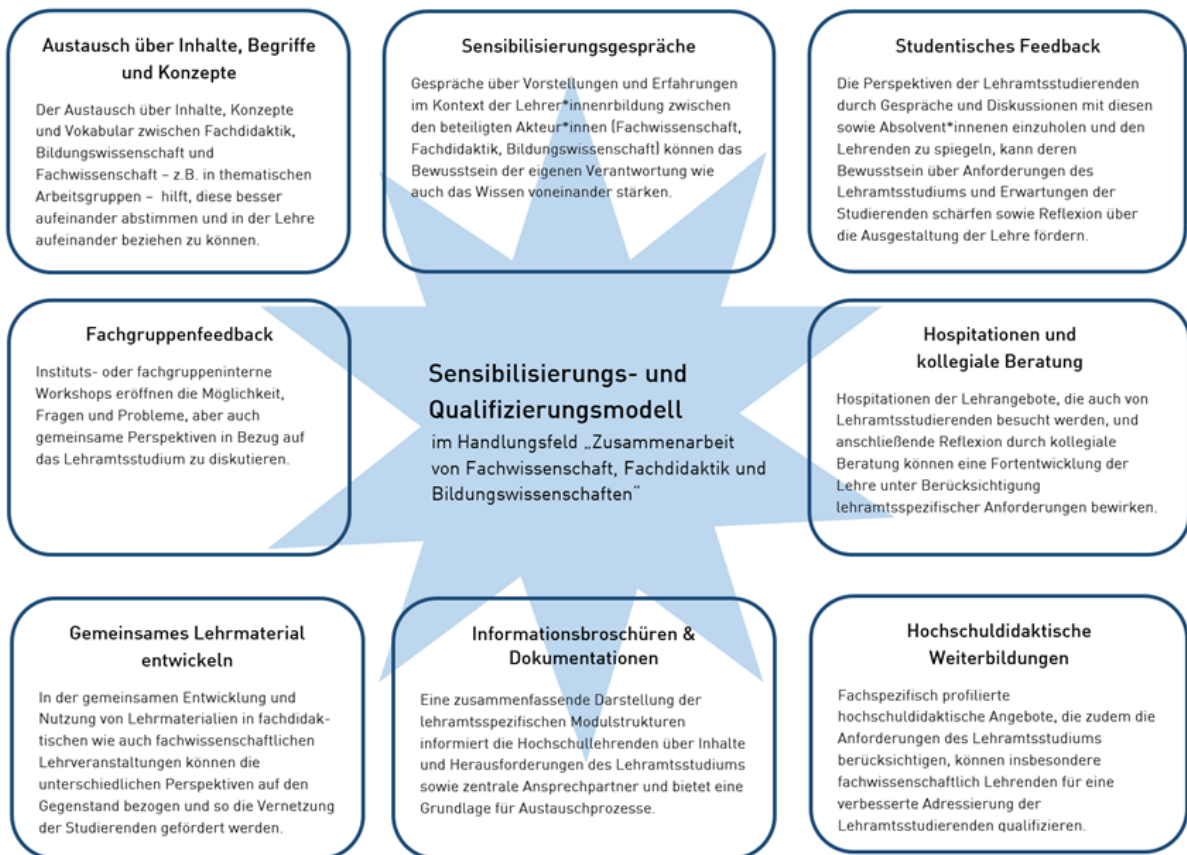 Austausch über Inhalte, Begriffe
und Konzepte
Der Austausch über Inhalte, Konzepte
und Vokabular zwischen Fachdidaktik,
Bildungswissenschaft und
Fachwissenschaft – z.B. in thematischen
Arbeitsgruppen – hilft, diese besser
aufeinander abstimmen und in der Lehre
aufeinander beziehen zu können.
Sensibilisierungsgespräche
Gespräche über Vorstellungen und Erfahrungen
im Kontext der Lehrer*innenrbildung zwischen
den beteiligten Akteur*innen (Fachwissenschaft,
Fachdidaktik, Bildungswissenschaft) können das
Bewusstsein der eigenen Verantwortung wie
auch das Wissen voneinander stärken.
Studentisches Feedback
Die Perspektiven der Lehramtsstudierenden
durch Gespräche und Diskussionen mit diesen
sowie Absolvent*innenen einzuholen und den
Lehrenden zu spiegeln, kann deren
Bewusstsein über Anforderungen des
Lehramtsstudiums und Erwartungen der
Studierenden schärfen sowie Reflexion über
die Ausgestaltung der Lehre fördern.
Fachgruppenfeedback
Instituts- oder fachgruppeninterne
Workshops eröffnen die Möglichkeit,
Fragen und Probleme, aber auch
gemeinsame Perspektiven in Bezug auf
das Lehramtsstudium zu diskutieren.
Sensibilisierungs- und
Qualifizierungsmodell
im Handlungsfeld „Zusammenarbeit
von Fachwissenschaft, Fachdidaktik und
Bildungswissenschaften“
Hospitationen und
kollegiale Beratung
Hospitationen der Lehrangebote, die auch von
Lehramtsstudierenden besucht werden, und
anschließende Reflexion durch kollegiale
Beratung können eine Fortentwicklung der
Lehre unter Berücksichtigung
lehramtsspezifischer Anforderungen bewirken.
Gemeinsames Lehrmaterial
entwickeln
In der gemeinsamen Entwicklung und
Nutzung von Lehrmaterialien in fachdidak-
tischen wie auch fachwissenschaftlichen
Lehrveranstaltungen können die
unterschiedlichen Perspektiven auf den
Gegenstand bezogen und so die Vernetzung
der Studierenden gefördert werden.
Informationsbroschüren &
Dokumentationen
Eine zusammenfassende Darstellung der
lehramtsspezifischen Modulstrukturen
informiert die Hochschullehrenden über Inhalte
und Herausforderungen des Lehramtsstudiums
sowie zentrale Ansprechpartner und bietet eine
Grundlage für Austauschprozesse.
Hochschuldidaktische
Weiterbildungen
Fachspezifisch profilierte
hochschuldidaktische Angebote, die zudem die
Anforderungen des Lehramtsstudiums
berücksichtigen, können insbesondere
fachwissenschaftlich Lehrenden für eine
verbesserte Adressierung der
Lehramtsstudierenden qualifizieren.